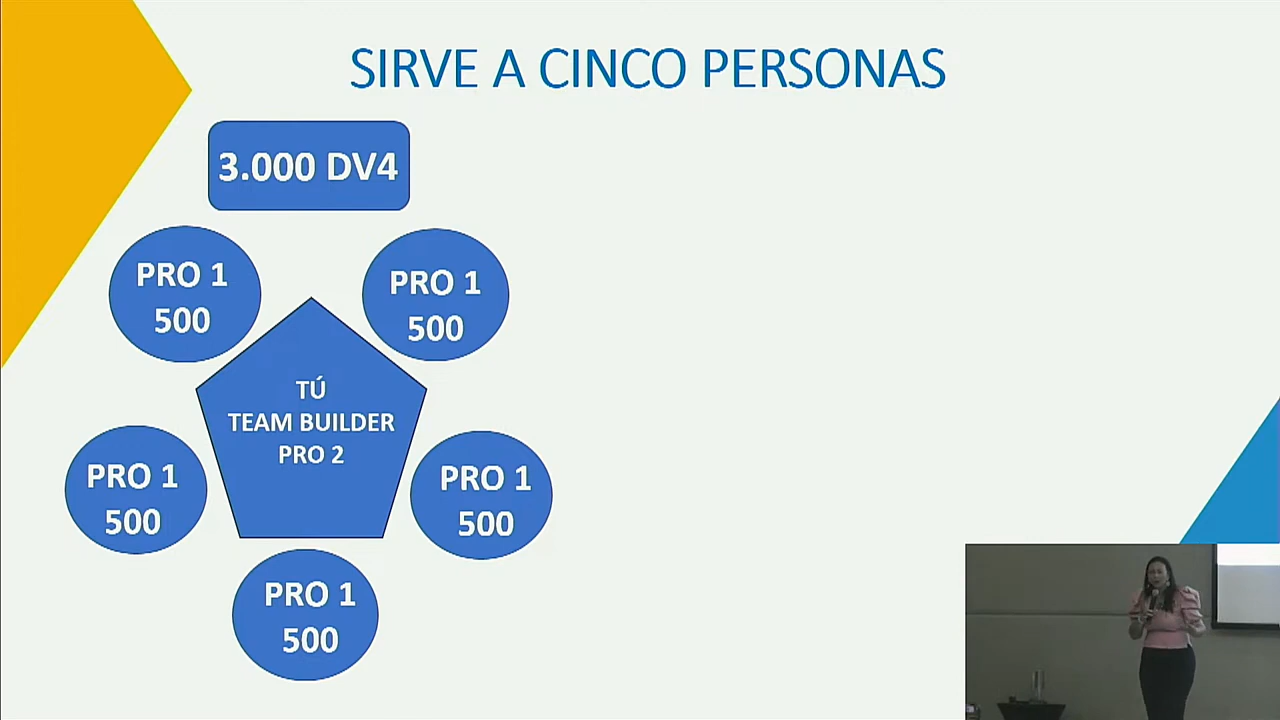 SIRVE A CINCO PERSONAS
3.000 DV4
PRO 1
500
PRO 1
500
TÚ
TEAM BUILDER
PRO 2
PRO 1
500
PRO 1
500
PRO 1
500